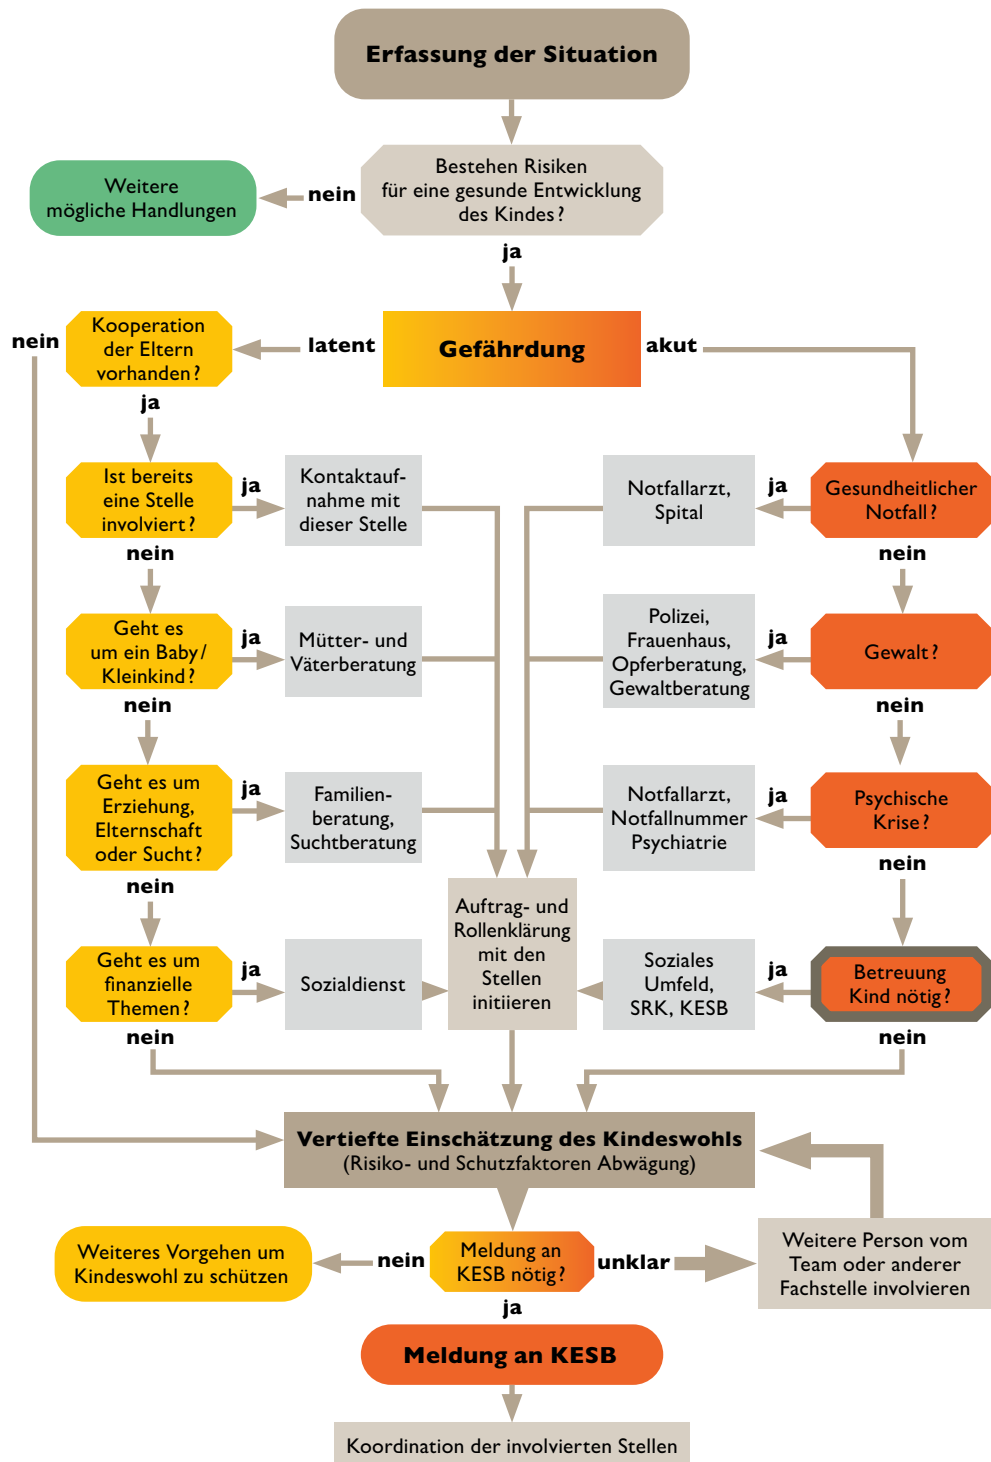 Erfassung der Situation
Bestehen Risiken
für eine gesunde Entwicklung
des Kindes?
nein
Weitere
mögliche Handlungen
ja
Gefährdung
latent
akut
Kooperation
der Eltern
vorhanden?
nein
ja
Ist bereits
eine Stelle
involviert?
ja
Kontaktauf-
nahme mit
dieser Stelle
nein
Geht es
um ein Baby/
Kleinkind?
ja
Mütter- und
Väterberatung
nein
Geht es um
Erziehung,
Elternschaft
oder Sucht?
ja
Familien-
beratung,
Suchtberatung
nein
Geht es um
finanzielle
Themen?
ja
Sozialdienst
nein
Gesundheitlicher
Notfall?
ja
Notfallarzt,
Spital
nein
Gewalt?
ja
Polizei,
Frauenhaus,
Opferberatung,
Gewaltberatung
nein
Psychische
Krise?
ja
Notfallarzt,
Notfallnummer
Psychiatrie
nein
Betreuung
Kind nötig?
ja
Soziales
Umfeld,
SRK, KESB
nein
Auftrag- und
Rollenklärung
mit den
Stellen
initiieren
Vertiefte Einschätzung des Kindeswohls
(Risiko- und Schutzfaktoren Abwägung)
Meldung an
KESB nötig?
nein
Weiteres Vorgehen um
Kindeswohl zu schützen
unklar
Weitere Person vom
Team oder anderer
Fachstelle involvieren
ja
Meldung an KESB
Koordination der involvierten Stellen